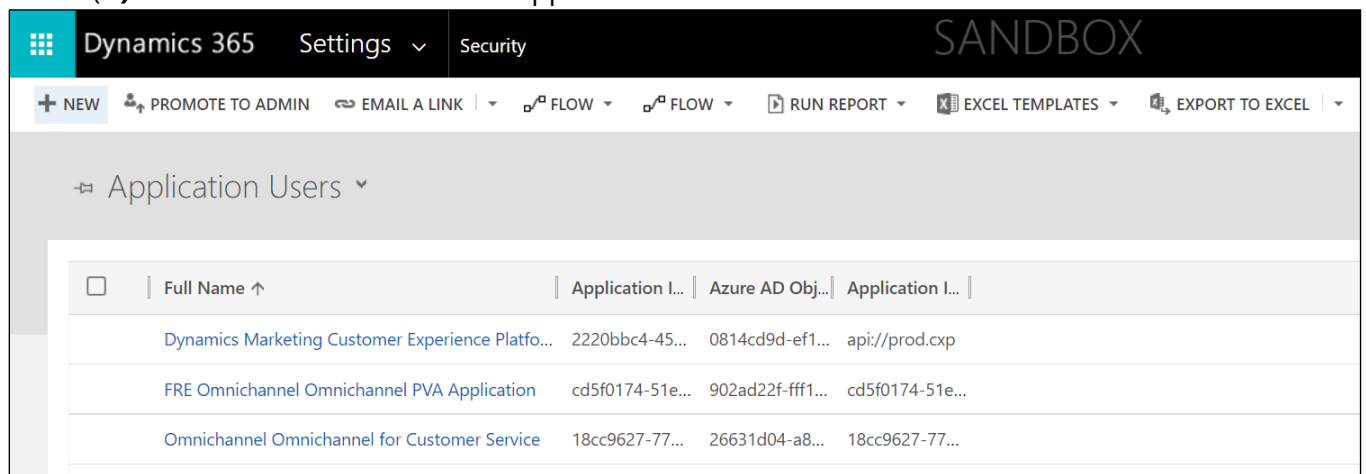 Dynamics 365 Settings Security SANDBOX
NEW PROMOTE TO ADMIN EMAIL A LINK FLOW FLOW RUN REPORT EXCEL TEMPLATES EXPORT TO EXCEL
Application Users
Full Name Application I... Azure AD Obj... Application I...
Dynamics Marketing Customer Experience Platfo... 2220bbc4-45... 0814cd9d-ef1... api://prod.cxp
FRE Omnichannel Omnichannel PVA Application cd5f0174-51e... 902ad22f-fff1... cd5f0174-51e...
Omnichannel Omnichannel for Customer Service 18cc9627-77... 26631d04-a8... 18cc9627-77...